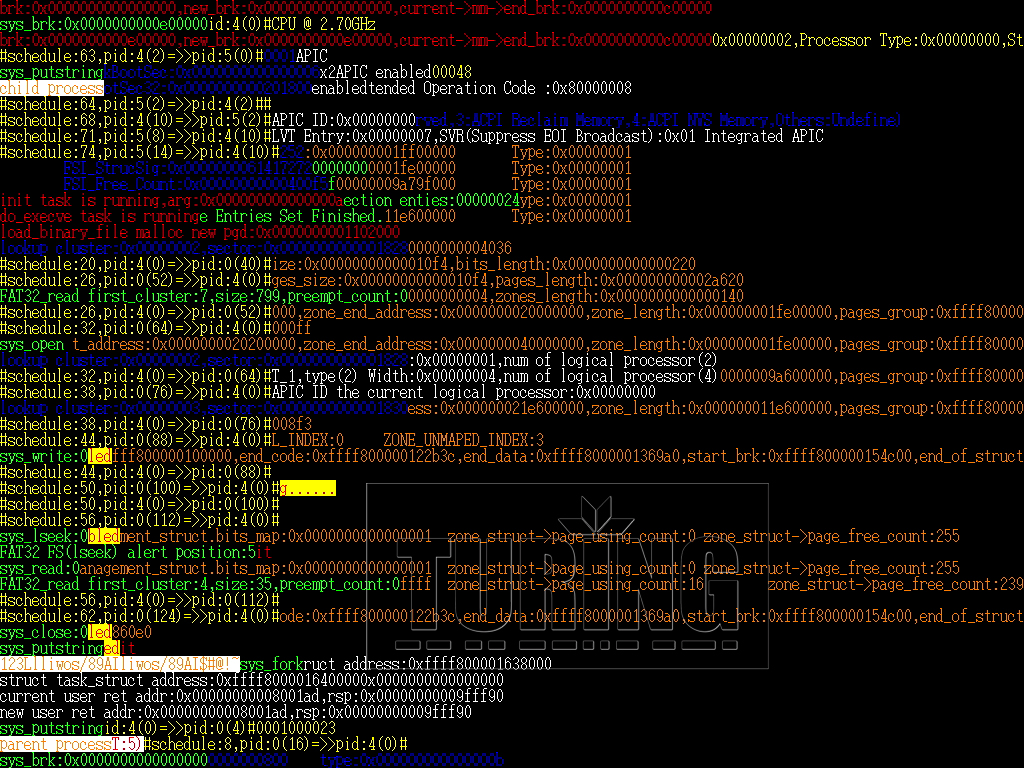 brk:0x0000000000e00000,new_brk:0x0000000000e00000,current->mm->end_brk:0x0000000000c00000
sys_brk:0x0000000000e00000id:4(0)#CPU @ 2.70GHz
brk:0x0000000000e00000,new_brk:0x0000000000e00000,current->mm->end_brk:0x0000000000c000000x00000002,Processor Type:0x00000000,St
#schedule:63,pid:4(2)=>>pid:5(0)#0001APIC
sys_putstringkBootSec:0x0000000000000006x2APIC enabled00048
child processotSec32:0x0000000000201800enabledtended Operation Code :0x80000008
#schedule:64,pid:5(2)=>>pid:4(2)##
#schedule:68,pid:4(10)=>>pid:5(2)#APIC ID:0x00000000rved,3:ACPI Reclaim Memory,4:ACPI NVS Memory,Others:Undefine)
#schedule:71,pid:5(8)=>>pid:4(10)#LVT Entry:0x00000007,SVR(Suppress EOI Broadcast):0x01 Integrated APIC
#schedule:74,pid:5(14)=>>pid:4(10)#252:0x000000001ff00000 Type:0x00000001
FSI_StrucSig:0x000000006141727200000000001fe00000 Type:0x00000001
FSI_Free_Count:0x00000000000400f5f00000009a79f000 Type:0x00000001
init task is running,arg:0x000000000000000aection enties:00000024ype:0x00000001
do_execve task is runninge Entries Set Finished.11e600000 Type:0x00000001
load_binary_file malloc new pgd:0x0000000001102000
lookup cluster:0x00000002,sector:0x00000000000018280000000004036
#schedule:20,pid:4(0)=>>pid:0(40)#ize:0x00000000000010f4,bits_length:0x0000000000000220
#schedule:26,pid:0(52)=>>pid:4(0)#ges_size:0x00000000000010f4,pages_length:0x000000000002a620
FAT32_read first_cluster:7,size:799,preempt_count:00000000004,zones_length:0x0000000000000140
#schedule:26,pid:4(0)=>>pid:0(52)#000,zone_end_address:0x0000000020000000,zone_length:0x000000001fe00000,pages_group:0xffff80000
#schedule:32,pid:0(64)=>>pid:4(0)#000ff
sys_open t_address:0x0000000020200000,zone_end_address:0x0000000040000000,zone_length:0x000000001fe00000,pages_group:0xffff80000
lookup cluster:0x00000002,sector:0x0000000000001828:0x00000001,num of logical processor(2)
#schedule:32,pid:4(0)=>>pid:0(64)#T_1,type(2) Width:0x00000004,num of logical processor(4)0000009a600000,pages_group:0xffff80000
#schedule:38,pid:0(76)=>>pid:4(0)#APIC ID the current logical processor:0x00000000
lookup cluster:0x00000003,sector:0x0000000000001830ess:0x000000021e600000,zone_length:0x000000011e600000,pages_group:0xffff80000
#schedule:38,pid:4(0)=>>pid:0(76)#008f3
#schedule:44,pid:0(88)=>>pid:4(0)#L_INDEX:0 ZONE_UNMAPED_INDEX:3
sys_write:0ledfff800000100000,end_code:0xffff800000122b3c,end_data:0xffff8000001369a0,start_brk:0xffff800000154c00,end_of_struct
#schedule:44,pid:4(0)=>>pid:0(88)#
#schedule:50,pid:0(100)=>>pid:4(0)#g......
#schedule:50,pid:4(0)=>>pid:0(100)#
#schedule:56,pid:0(112)=>>pid:4(0)#
sys_lseek:0bledment_struct.bits_map:0x0000000000000001 zone_struct->page_using_count:0 zone_struct->page_free_count:255
FAT32 FS(lseek) alert position:5it
sys_read:0anagement_struct.bits_map:0x0000000000000001 zone_struct->page_using_count:0 zone_struct->page_free_count:255
FAT32_read first_cluster:4,size:35,preempt_count:0ffff zone_struct->page_using_count:16 zone_struct->page_free_count:239
#schedule:56,pid:4(0)=>>pid:0(112)#
#schedule:62,pid:0(124)=>>pid:4(0)#ode:0xffff800000122b3c,end_data:0xffff8000001369a0,start_brk:0xffff800000154c00,end_of_struct
sys_close:0led860e0
sys_putstringedit
123Llliwos/89AIliwos/89AI$#@!^sys_forkruct address:0xffff800001638000
struct task_struct address:0xffff8000016400000x0000000000000000
current user ret addr:0x00000000008001ad,rsp:0x00000000009fff90
new user ret addr:0x00000000008001ad,rsp:0x00000000009fff90
sys_putstringid:4(0)=>>pid:0(4)#0001000023
parent processT:5)#schedule:8,pid:0(16)=>>pid:4(0)#
sys_brk:0x00000000000000000000000800 type:0x000000000000000b
TURING